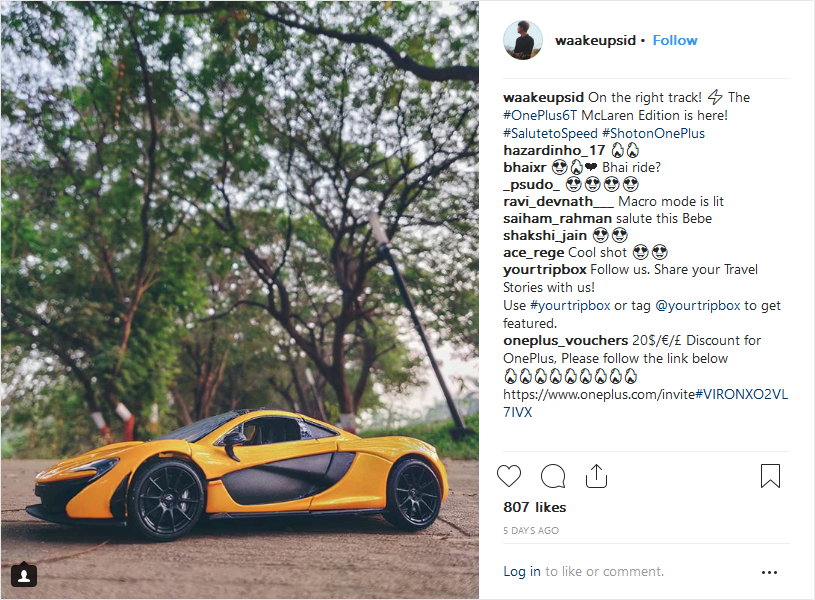 waakeupsid • Follow
waakeupsid On the right track! ⚡ The
#OnePlus6T McLaren Edition is here!
#SalutetoSpeed #ShotonOnePlus
hazardinho_17 🔥🔥
bhaixr 😍🔥❤ Bhai ride?
_psudo_ 😍😍😍😍
ravi_devnath___ Macro mode is lit
saiham_rahman salute this Bebe
shakshi_jain 😍😍
ace_rege Cool shot 😍😍
yourtripbox Follow us. Share your Travel
Stories with us!
Use #yourtripbox or tag @yourtripbox to get
featured.
oneplus_vouchers 20$/€/£ Discount for
OnePlus, Please follow the link below
🔥🔥🔥🔥🔥🔥🔥🔥🔥
https://www.oneplus.com/invite#VIRONXO2VL
7IVX
807 likes
5 DAYS AGO
Log in to like or comment.